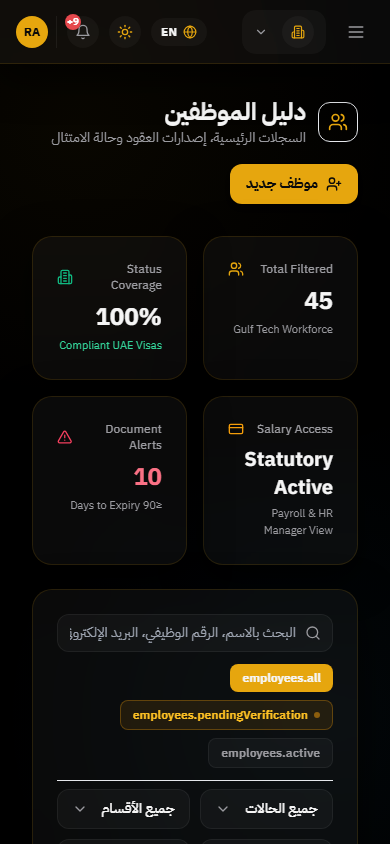 RA
+9
EN
دليل الموظفين
السجلات الرئيسية، إصدارات العقود وحالة الامتثال
موظف جديد
Total Filtered
45
Gulf Tech Workforce
Status Coverage
100%
Compliant UAE Visas
Salary Access
Statutory Active
Payroll & HR Manager View
Document Alerts
10
Days to Expiry 90≥
البحث بالاسم، الرقم الوظيفي، البريد الإلكتروز
employees.all
employees.pendingVerification
employees.active
جميع الحالات
جميع الأقسام